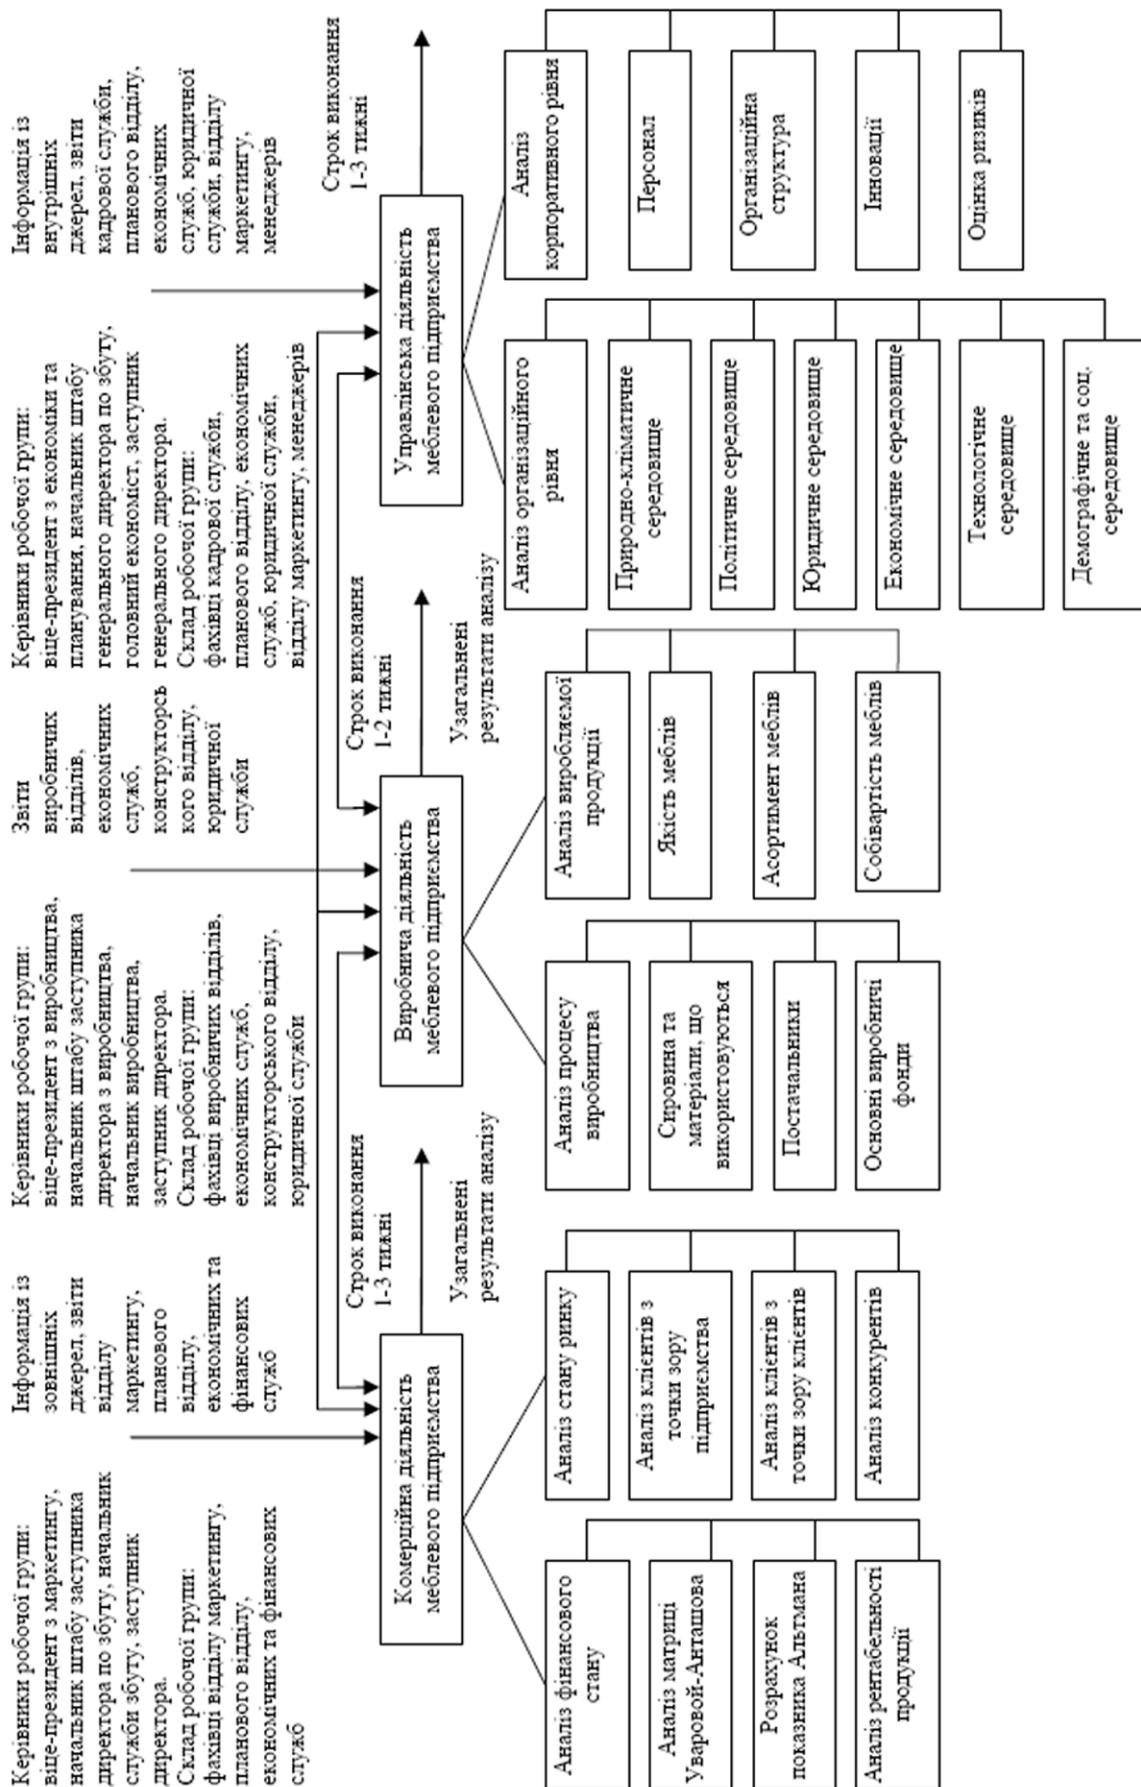 Керівники робочої групи:
віце-президент з маркетингу,
начальник штабу заступника
директора по збуту, начальник
служби збуту, заступник
директора.
Склад робочої групи:
фахівці відділу маркетингу,
планового відділу,
економічних та фінансових
служб
Інформація із
зовнішніх
джерел, звіти
відділу
маркетингу,
планового
відділу,
економічних та
фінансових
служб
Керівники робочої групи:
віце-президент з виробництва,
начальник штабу заступника
директора з виробництва,
начальник виробництва,
заступник директора.
Склад робочої групи:
фахівці виробничих відділів,
економічних служб,
конструкторського відділу,
юридичної служби
Звіти
виробничих
відділів,
економічних
служб,
конструкторсь
кого відділу,
юридичної
служби
Керівники робочої групи:
віце-президент з економіки та
планування, начальник штабу
генерального директора по збуту,
головний економіст, заступник
генерального директора.
Склад робочої групи:
фахівці кадрової служби,
планового відділу, економічних
служб, юридичної служби,
відділу маркетингу, менеджерів
Інформація із
внутрішніх
джерел, звіти
кадрової служби,
планового відділу,
економічних
служб, юридичної
служби, відділу
маркетингу,
менеджерів
Комерційна діяльність
меблевого підприємства
Строк виконання
1-3 тижні
Узагальнені
результати аналізу
Виробнича діяльність
меблевого підприємства
Строк виконання
1-2 тижні
Узагальнені
результати аналізу
Управлінська діяльність
меблевого підприємства
Строк виконання
1-3 тижні
Аналіз фінансового
стану
Аналіз матриці
Уварової-Анташова
Розрахунок
показника Альтмана
Аналіз рентабельності
продукції
Аналіз стану ринку
Аналіз клієнтів з
точки зору
підприємства
Аналіз клієнтів з
точки зору клієнтів
Аналіз конкурентів
Аналіз процесу
виробництва
Сировина та
матеріали, що
використовуються
Постачальники
Основні виробничі
фонди
Аналіз виробляємої
продукції
Якість меблів
Асортимент меблів
Собівартість меблів
Аналіз організаційного
рівня
Природно-кліматичне
середовище
Політичне середовище
Юридичне середовище
Економічне середовище
Технологічне
середовище
Демографічне та соц.
середовище
Аналіз
корпоративного рівня
Персонал
Організаційна
структура
Інновації
Оцінка ризиків